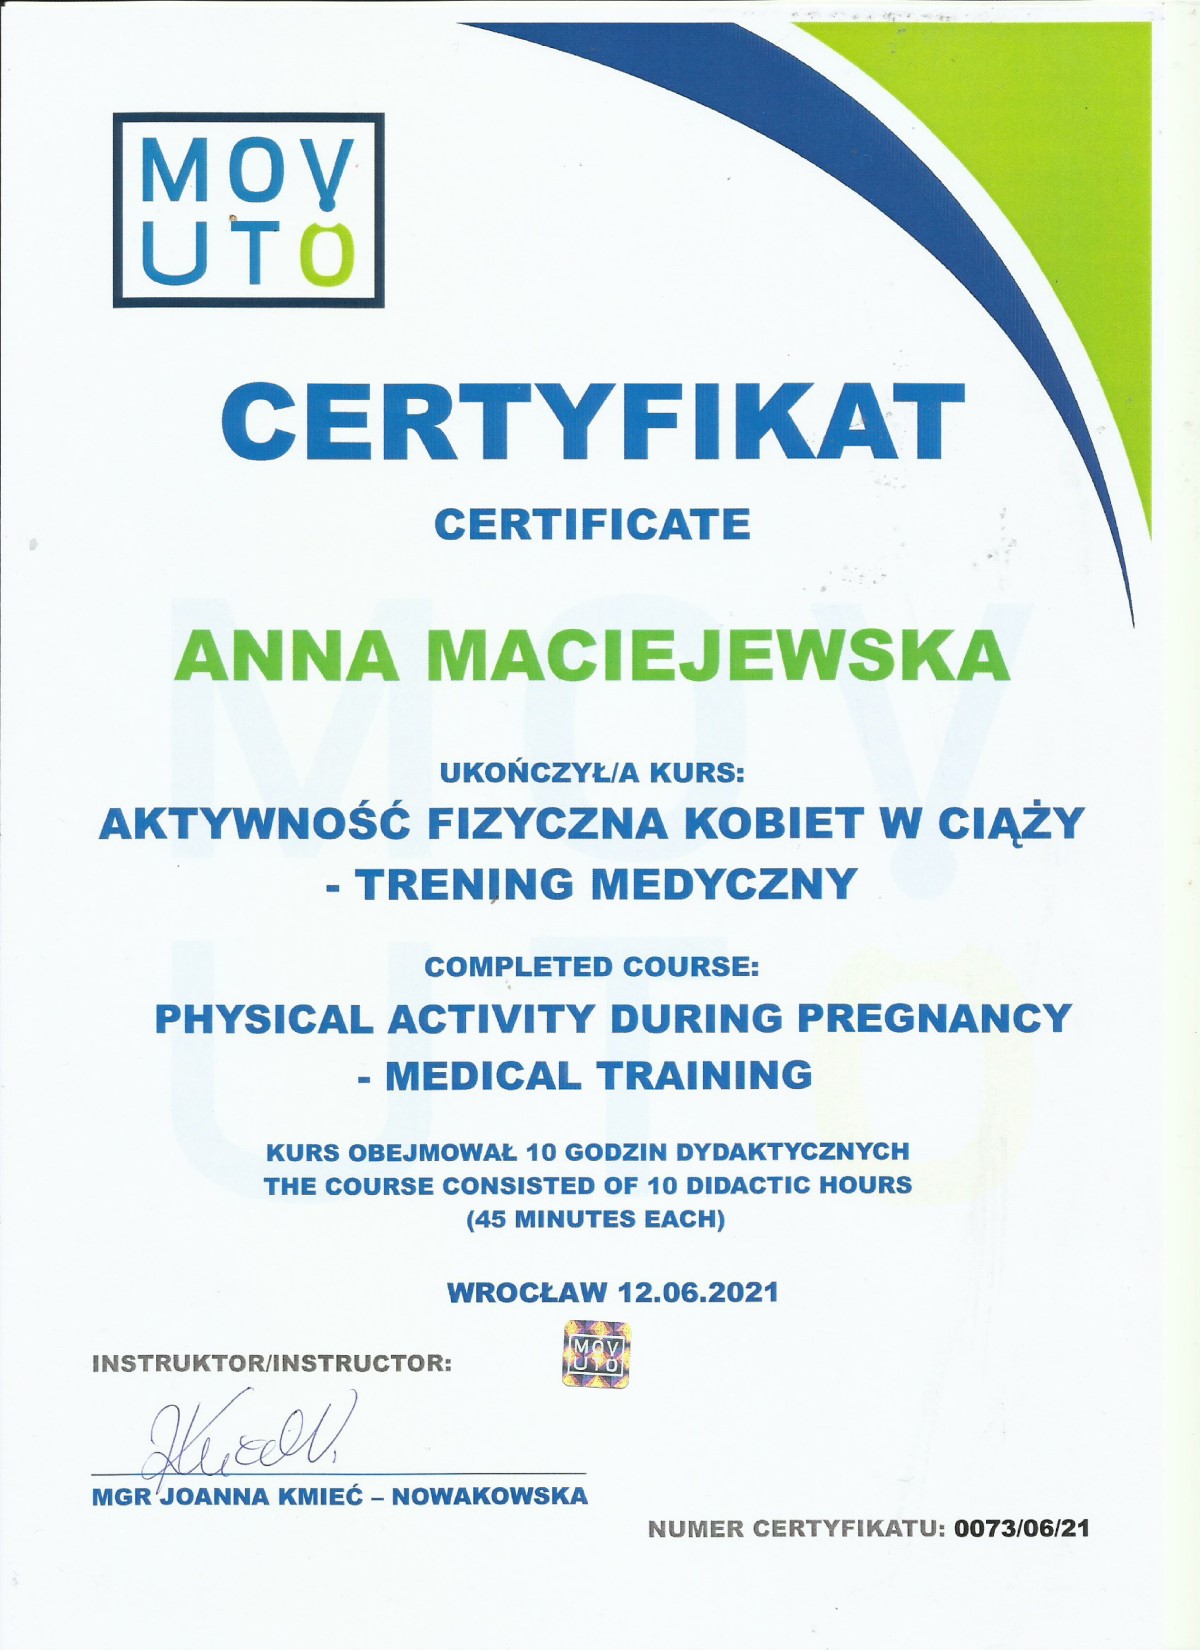 MOV
UTO
CERTYFIKAT
CERTIFICATE
ANNA MACIEJEWSKA
UKOŃCZYŁ/A KURS:
AKTYWNOŚĆ FIZYCZNA KOBIET W CIĄŻY
- TRENING MEDYCZNY
COMPLETED COURSE:
PHYSICAL ACTIVITY DURING PREGNANCY
- MEDICAL TRAINING
KURS OBEJMOWAŁ 10 GODZIN DYDAKTYCZNYCH
THE COURSE CONSISTED OF 10 DIDACTIC HOURS
(45 MINUTES EACH)
WROCŁAW 12.06.2021
MOV
UTO
INSTRUKTOR/INSTRUCTOR:
MGR JOANNA KMIEĆ – NOWAKOWSKA
NUMER CERTYFIKATU: 0073/06/21